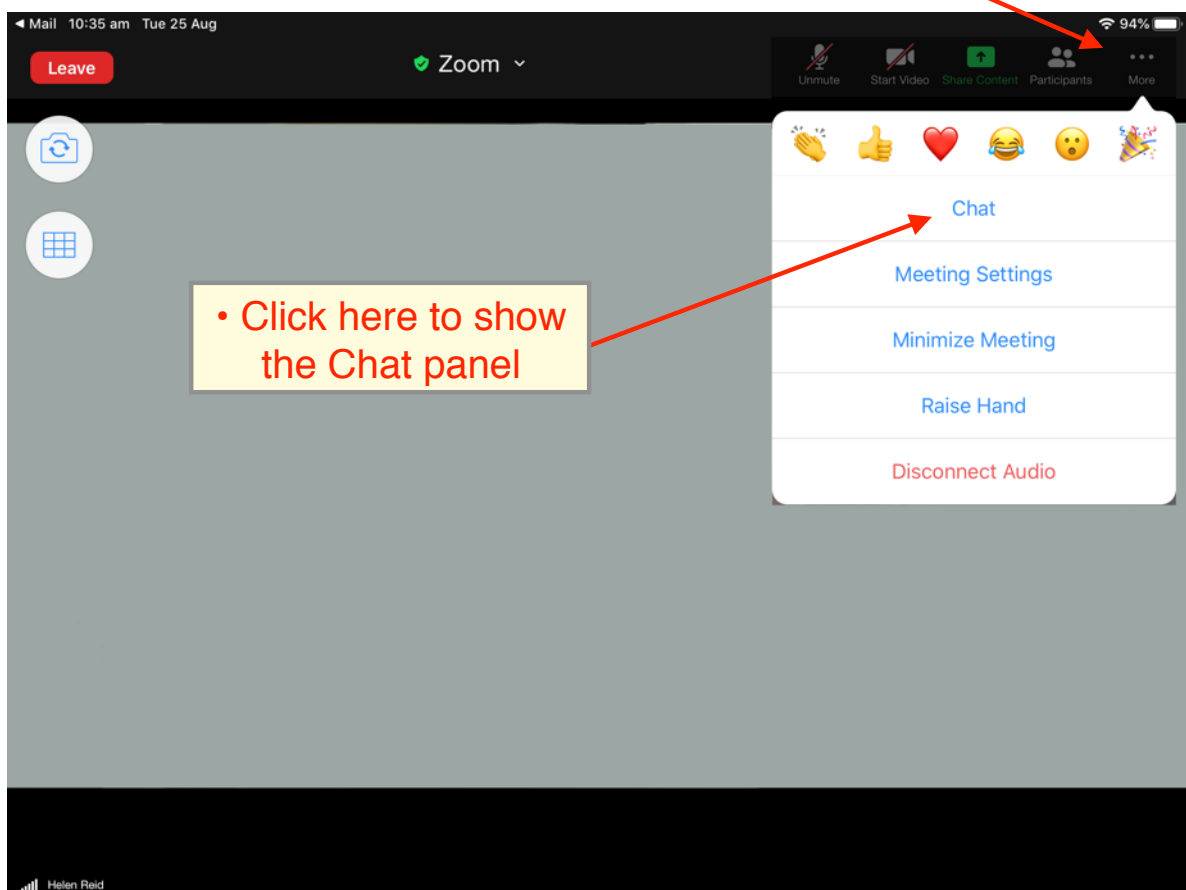 Mail 10:35 am Tue 25 Aug 94%
Leave Zoom Unmute Start Video Share Content Participants More
Chat
Meeting Settings
• Click here to show
the Chat panel
Minimize Meeting
Raise Hand
Disconnect Audio
Helen Reid